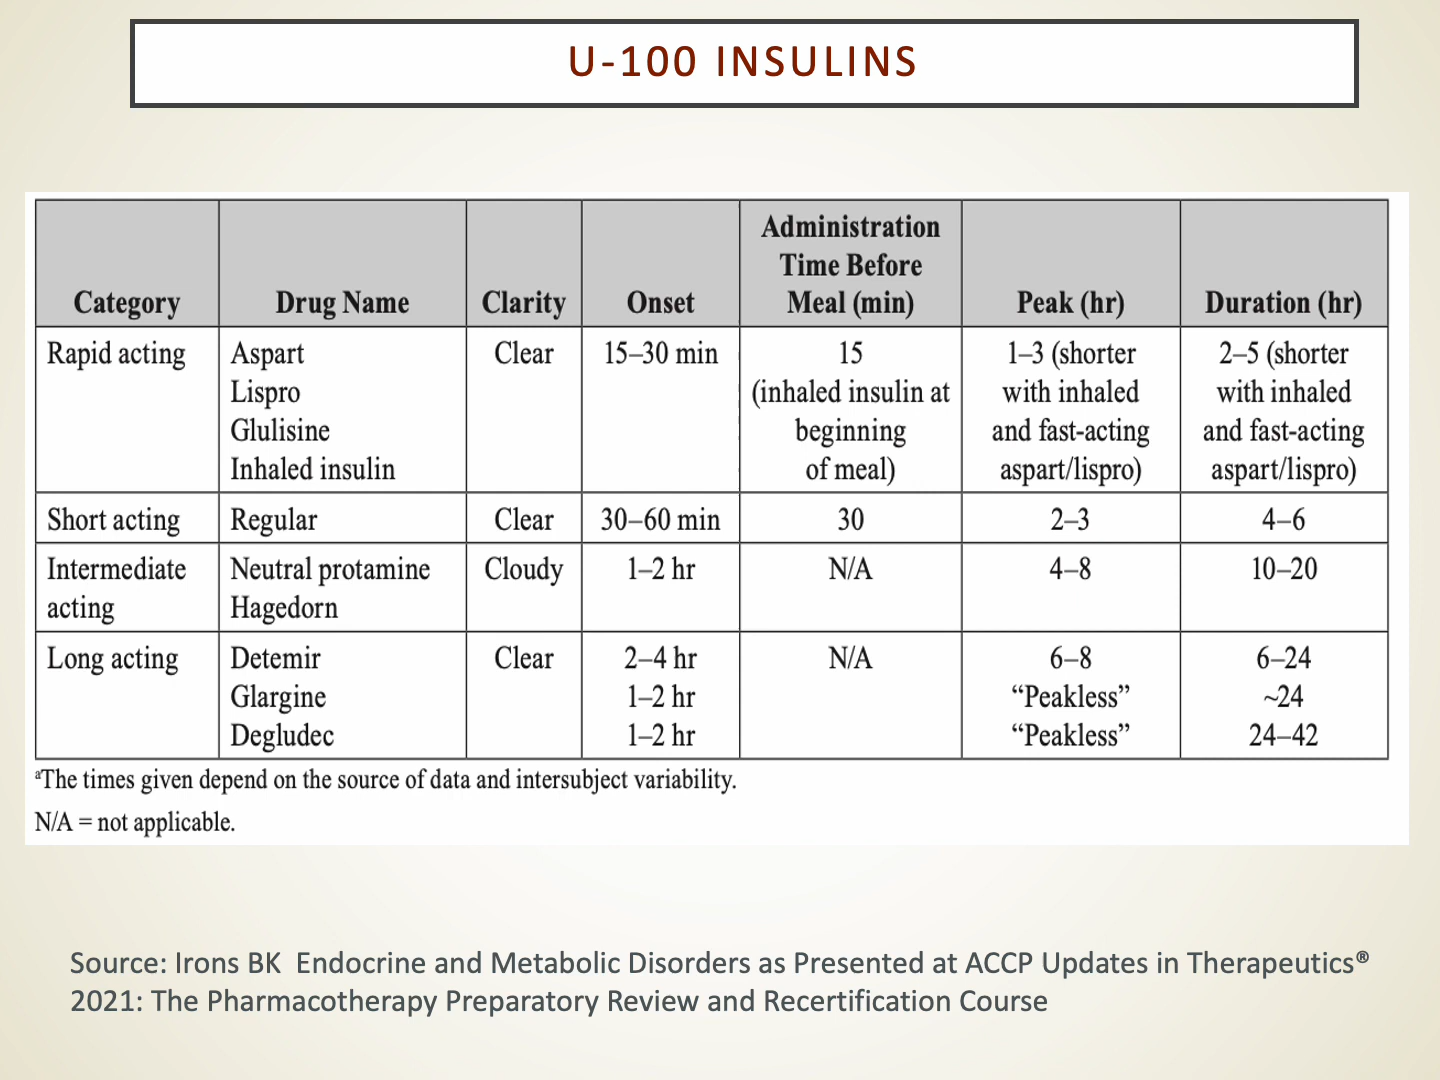 U-100 INSULINS
Category | Drug Name | Clarity | Onset | Administration Time Before Meal (min) | Peak (hr) | Duration (hr)
Rapid acting | Aspart | Clear | 15–30 min | 15 | 1–3 (shorter | 2–5 (shorter
Lispro | (inhaled insulin at | with inhaled | with inhaled
Glulisine | beginning | and fast-acting | and fast-acting
Inhaled insulin | of meal) | aspart/lispro) | aspart/lispro)
Short acting | Regular | Clear | 30–60 min | 30 | 2–3 | 4–6
Intermediate | Neutral protamine | Cloudy | 1–2 hr | N/A | 4–8 | 10–20
acting | Hagedorn
Long acting | Detemir | Clear | 2–4 hr | N/A | 6–8 | 6–24
Glargine | 1–2 hr | “Peakless” | ~24
Degludec | 1–2 hr | “Peakless” | 24–42
ᵃThe times given depend on the source of data and intersubject variability.
N/A = not applicable.
Source: Irons BK  Endocrine and Metabolic Disorders as Presented at ACCP Updates in Therapeutics®
2021: The Pharmacotherapy Preparatory Review and Recertification Course